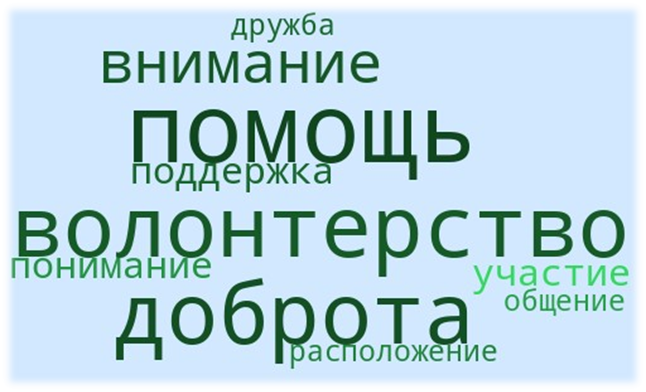 дружба
внимание
помощь
поддержка
волонтерство
понимание
участие
общение
доброта
расположение